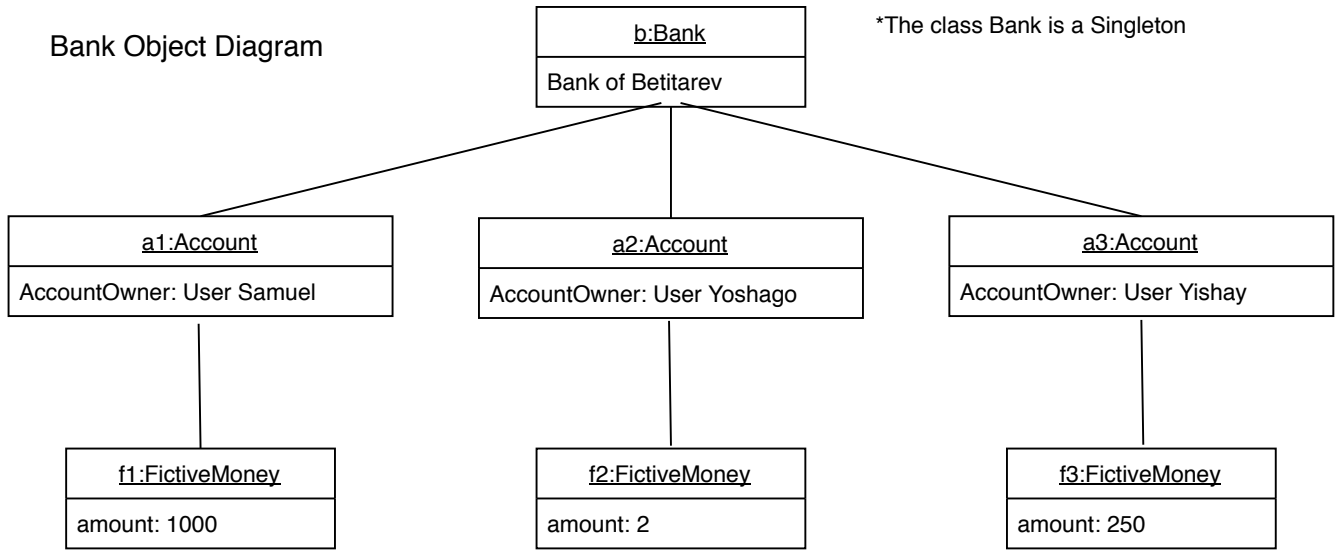 Bank Object Diagram
b:Bank
Bank of Betitarev
*The class Bank is a Singleton
a1:Account
AccountOwner: User Samuel
a2:Account
AccountOwner: User Yoshago
a3:Account
AccountOwner: User Yishay
f1:FictiveMoney
amount: 1000
f2:FictiveMoney
amount: 2
f3:FictiveMoney
amount: 250